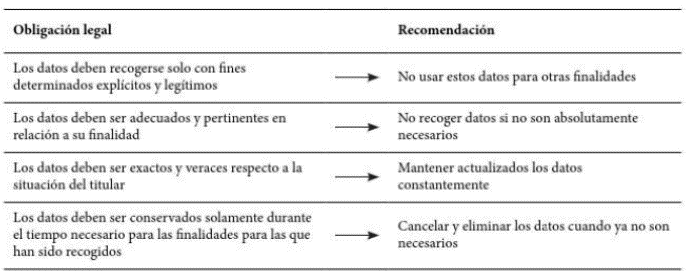 Obligación legal
Recomendación
Los datos deben recogerse solo con fines
determinados explícitos y legítimos
No usar estos datos para otras finalidades
Los datos deben ser adecuados y pertinentes en
relación a su finalidad
No recoger datos si no son absolutamente
necesarios
Los datos deben ser exactos y veraces respecto a la
situación del titular
Mantener actualizados los datos
constantemente
Los datos deben ser conservados solamente durante
el tiempo necesario para las finalidades para las que
han sido recogidos
Cancelar y eliminar los datos cuando ya no son
necesarios